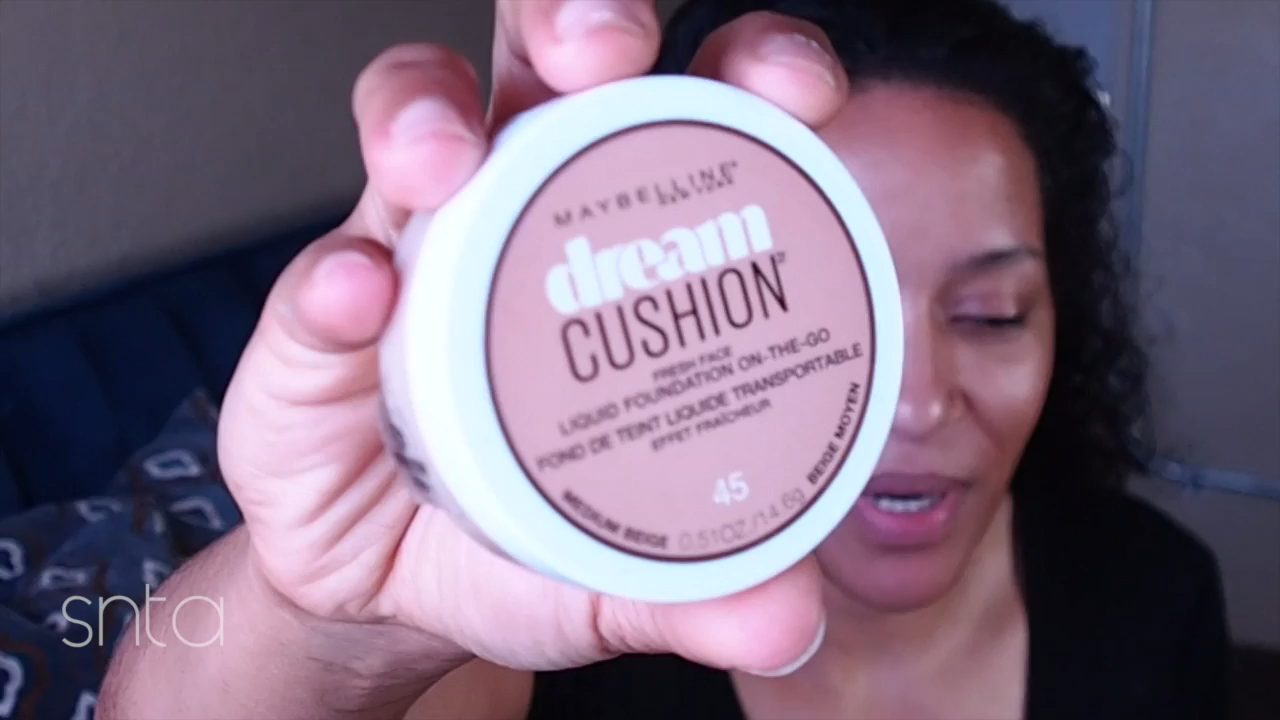 MAYBELLINE
NEW YORK
dream
CUSHION™
FRESH FACE
LIQUID FOUNDATION ON-THE-GO
FOND DE TEINT LIQUIDE TRANSPORTABLE
EFFET FRAÎCHEUR
45
MEDIUM BEIGE 0.51OZ./14.6g BEIGE MOYEN
snta